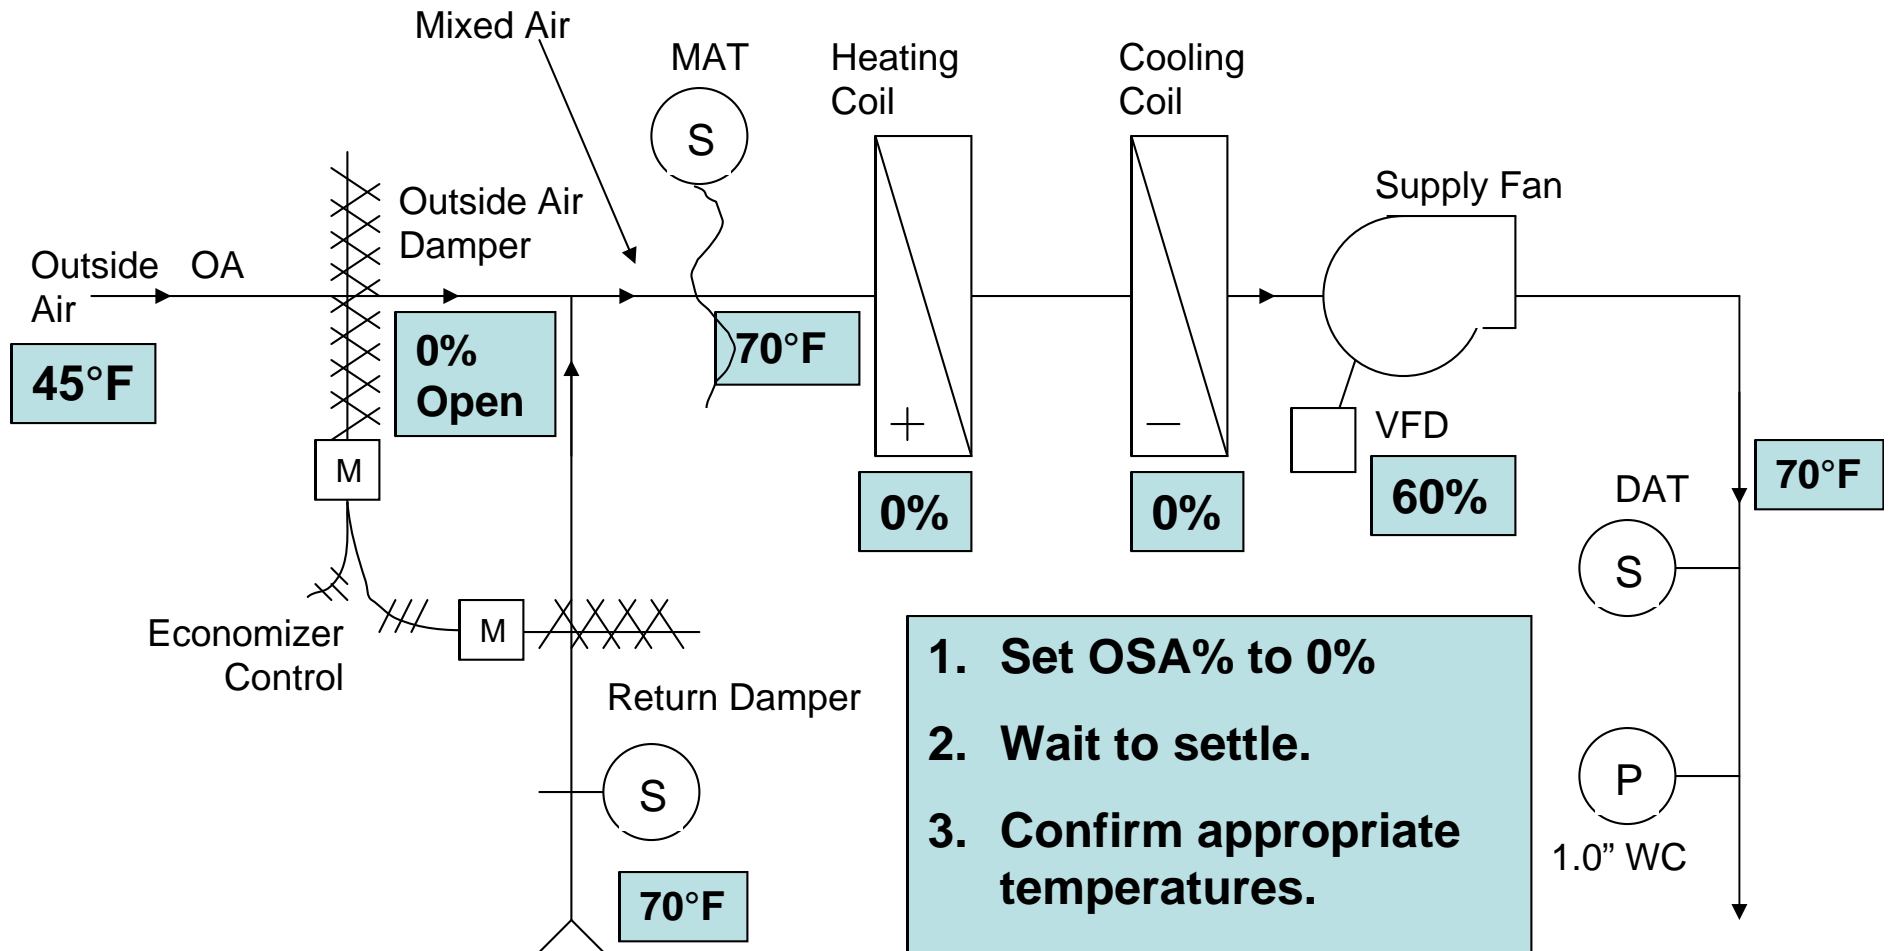 Mixed Air
MAT
S
Heating
Coil
Cooling
Coil
Supply Fan
Outside Air
Damper
Outside OA
Air
45°F
0%
Open
70°F
+
−
0%
0%
VFD
60%
70°F
DAT
S
M
M
Economizer
Control
Return Damper
S
70°F
1. Set OSA% to 0%
2. Wait to settle.
3. Confirm appropriate
temperatures.
P
1.0” WC